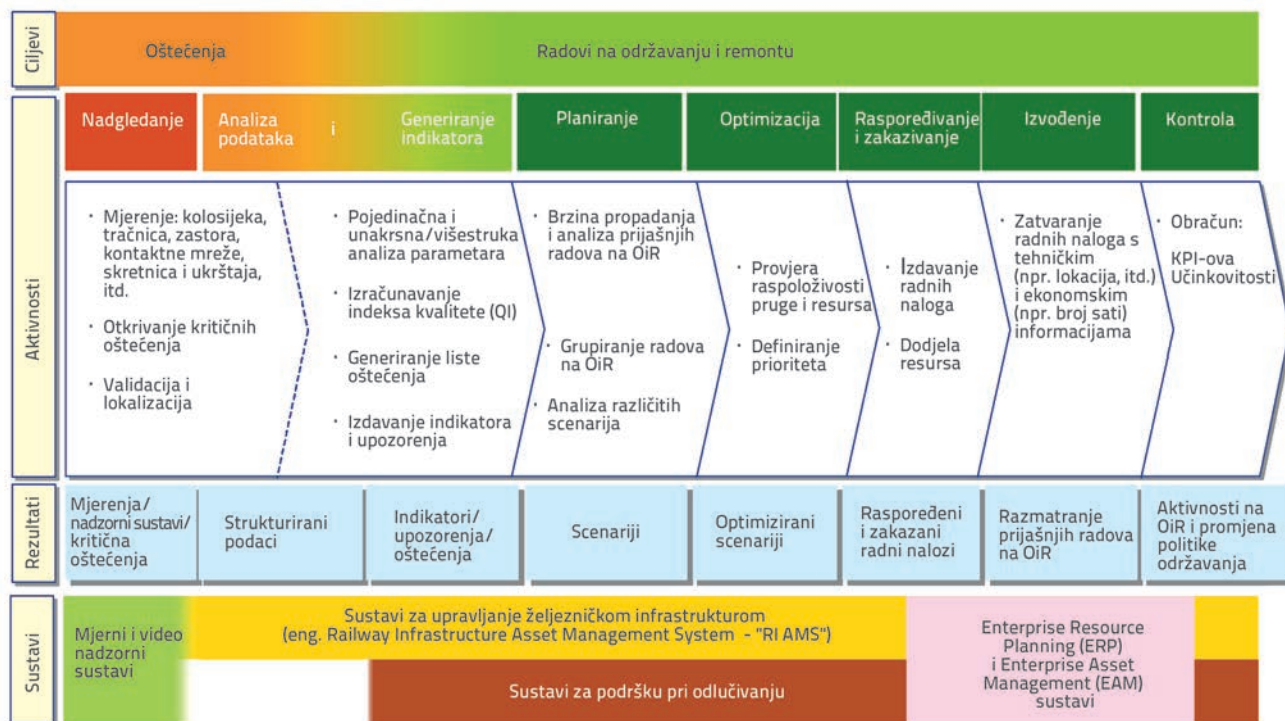 Ciljevi
Oštećenja
Radovi na održavanju i remontu
Aktivnosti
Nadgledanje
Analiza
podataka
i
Generiranje
indikatora
Planiranje
Optimizacija
Raspoređivanje
i zakazivanje
Izvođenje
Kontrola
· Mjerenje: kolosijeka,
tračnica, zastora,
kontaktne mreže,
skretnica i ukrštaja,
itd.
· Otkrivanje kritičnih
oštećenja
· Validacija i
lokalizacija
· Pojedinačna i
unakrsna/višestruka
analiza parametara
· Izračunavanje
indeksa kvalitete (QI)
· Generiranje liste
oštećenja
· Izdavanje indikatora
i upozorenja
· Brzina propadanja
i analiza prijašnjih
radova na OiR
· Grupiranje radova
na OiR
· Analiza različitih
scenarija
· Provjera
raspoloživosti
pruge i resursa
· Definiranje
prioriteta
· Izdavanje
radnih
naloga
· Dodjela
resursa
· Zatvaranje
radnih naloga s
tehničkim
(npr. lokacija, itd.)
i ekonomskim
(npr. broj sati)
informacijama
· Obračun:
KPI-ova
Učinkovitosti
Rezultati
Mjerenja/
nadzorni sustavi/
kritična
oštećenja
Strukturirani
podaci
Indikatori/
upozorenja/
oštećenja
Scenariji
Optimizirani
scenariji
Raspoređeni
i zakazani
radni nalozi
Razmatranje
prijašnjih radova
na OiR
Aktivnosti na
OiR i promjena
politike
održavanja
Sustavi
Mjerni i video
nadzorni
sustavi
Sustavi za upravljanje željezničkom infrastrukturom
(eng. Railway Infrastructure Asset Management System - "RI AMS")
Sustavi za podršku pri odlučivanju
Enterprise Resource
Planning (ERP)
i Enterprise Asset
Management (EAM)
sustavi